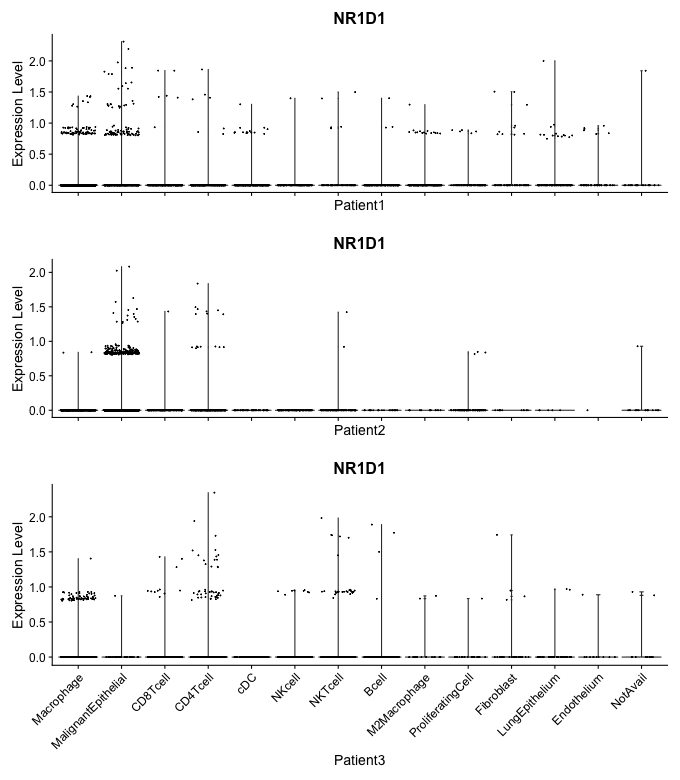 NR1D1
Expression Level
2.0
1.5
1.0
0.5
0.0
Patient1
NR1D1
Expression Level
2.0
1.5
1.0
0.5
0.0
Patient2
NR1D1
Expression Level
2.0
1.5
1.0
0.5
0.0
Macrophage
MalignantEpithelial
CD8Tcell
CD4Tcell
cDC
NKcell
NKTcell
Bcell
M2Macrophage
ProliferatingCell
Fibroblast
LungEpithelium
Endothelium
NotAvail
Patient3